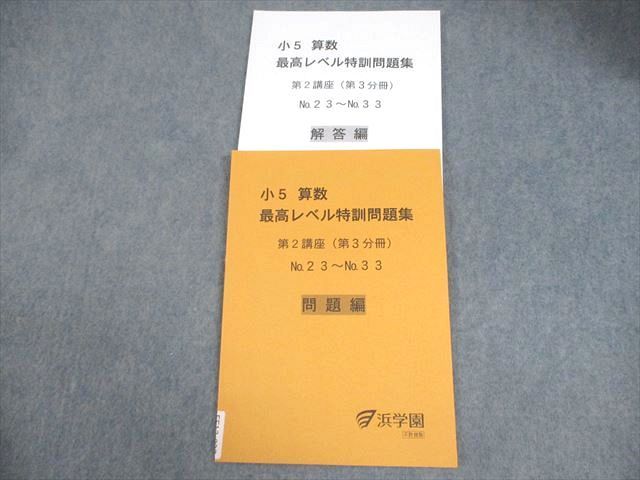 小５ 算数
最高レベル特訓問題集
第２講座（第３分冊）
No.２３～No.３３
解答編
小５ 算数
最高レベル特訓問題集
第２講座（第３分冊）
No.２３～No.３３
問題編
浜学園